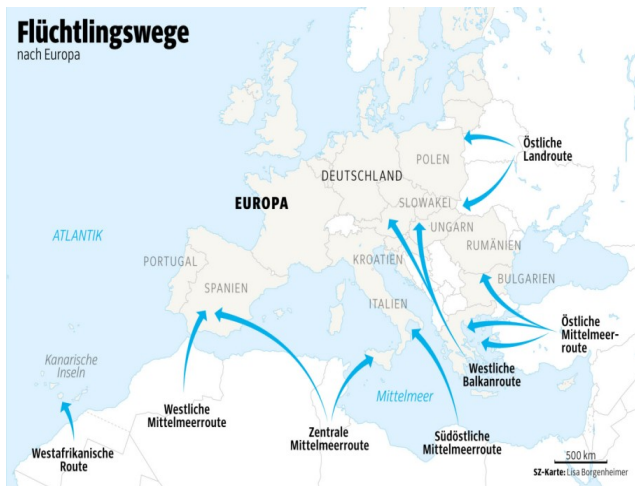 Flüchtlingswege
nach Europa
Östliche
Landroute
POLEN
DEUTSCHLAND
SLOWAKEI
EUROPA
UNGARN
ATLANTIK
RUMÄNIEN
KROATIEN
PORTUGAL
SPANIEN
BULGARIEN
ITALIEN
Östliche
Mittelmeer-
route
Kanarische
Inseln
Westliche
Balkanroute
Mittelmeer
Westliche
Mittelmeerroute
Zentrale
Mittelmeerroute
Südöstliche
Mittelmeerroute
Westafrikanische
Route
500 km
SZ-Karte: Lisa Borgenheimer